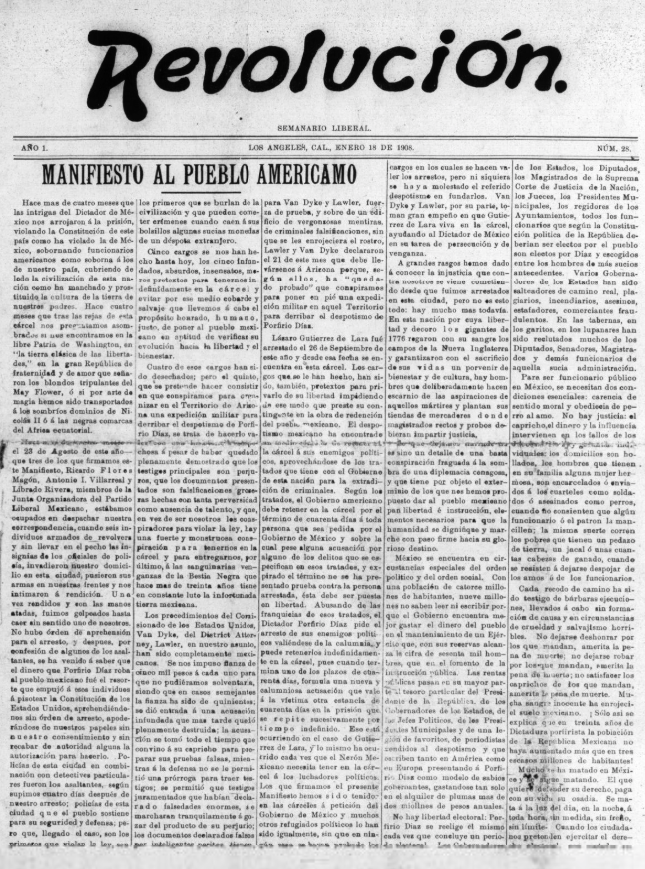 Revolución.
SEMANARIO LIBERAL.
AÑO 1.
LOS ANGELES, CAL., ENERO 18 DE 1908.
NÚM. 28.
MANIFIESTO AL PUEBLO AMERICAMO
Hace mas de cuatro meses que
las intrigas del Dictador de México
nos arrojaron á la prisión,
violando la Constitución de este
país como ha violado la de México,
sobornando funcionarios
americanos como soborna á los
de nuestro país, cubriendo de
lodo la civilización de esta nación
como ha manchado y prostituido
la cultura de la tierra de
nuestros padres. Hace cuatro
meses que tras las rejas de esta
cárcel nos preguntamos asombrados
si nos encontramos en la
libre Patria de Washington, en
"la tierra clásica de las libertades,"
en la gran República de
fraternidad y de amor que soñaron
los blondos tripulantes del
May Flower, ó si por arte de
magia hemos sido transportados
á los sombríos dominios de Nicolás
II ó á las negras comarcas
del Africa ecuatorial.
el 23 de Agosto de este año
los que firmamos este
Manifiesto, Ricardo Flores
Magón, Antonio I. Villarreal y
Librado Rivera, miembros de la
Junta Organizadora del Partido
Liberal Mexicano, estábamos
ocupados en despachar nuestra
correspondencia, cuando seis individuos
armados de revolvers
y sin llevar en el pecho las insignias
de los oficiales de policía,
invadieron nuestro domicilio
en esta ciudad, pusieron sus
armas en nuestras frentes y nos
intimaron á rendición. Una
vez rendidos y son las manos
atadas, fuimos golpeados hasta
caer sin sentido uno de nosotros.
No hubo órden de aprehensión
para el arresto, y despues, por
confesión de algunos de los asaltantes,
se ha venido á saber que
el dinero que Porfirio Díaz roba
al pueblo mexicano fué el resorte
que empujó á esos individuos
á pisotear la Constitución de los
Estados Unidos, aprehendiéndonos
sin órden de arresto, apoderándose
de nuestros papeles sin
nuestro consentimiento y sin
recabar de autoridad alguna la
autorización para hacerlo. Policías
de esta ciudad en combinación
con detectives particulares
fueron los asaltantes, según
supimos cuatro días después de
nuestro arresto; policías de esta
ciudad que el pueblo sostiene
para su seguridad y defensa; pero
que, llegado el caso, son los
primeros que violan la ley, son
los primeros que se burlan de la
civilización y que pueden cometer
crímenes cuando caen á sus
bolsillos algunas sucias monedas
de un déspota extranjero.
Cinco cargos se nos han hecho
hasta hoy, los cinco infundados,
absurdos, insensatos, meros
pretextos para tenernos indefinidamente
en la cárcel y
evitar por ese medio cobarde y
salvaje que llevemos á cabo el
propósito honrado, humano,
justo, de poner al pueblo mexicano
en aptitud de verificar su
evolución hacia la libertad y el
bienestar.
Cuatro de esos cargos han sido
desechados; pero el quinto,
que se pretende hacer consistir
en que conspiramos para organizar
en el Territorio de Arizona
una expedición militar para
derribar el despotismo de Porfirio
Díaz, se trata de hacerlo valer
á pesar de haber quedado
plenamente demostrado que los
testigos principales son perjuros,
que los documentos presentados
son falsificaciones groseras
hechas con tanta perversidad
como ausencia de talento, y que,
en vez de ser nosotros los conspiradores
para violar la ley, hay
una fuerte y monstruosa conspiración
para tenernos en
cárcel y para entregarnos, por
último, á las sanguinarias venganzas
de la Bestia Negra que
hace mas de treinta años tiene
en constante luto la infortunada
tierra mexicana.
Los procedimientos del Comisionado
de los Estados Unidos,
Van Dyke, del District Attorney,
Lawler, en nuestro asunto,
han sido completamente mexicanos.
Se nos impuso fianza de
cinco mil pesos á cada uno para
que no pudiéramos solventarla,
siendo que en casos semejantes
la fianza ha sido de quinientos;
se dió entrada á una acusación
infundada que mas tarde quedó
plenamente destruida; la acusación
se tomó todo el tiempo que
convino á su capricho para preparar
sus pruebas falsas, mientras
á la defensa no se le permitió
una prórroga para traer testigos;
se permitió que testigos
juramentados que habían declarado
falsedades enormes, se
marcharan tranquilamente á gozar
del producto de su perjurio;
los documentos declarados falsos
por inteligentes peritos, tienen,
para Van Dyke y Lawler, fuerza
de prueba, y sobre de un edificio
de vergonzosas mentiras,
de criminales falsificaciones, sin
que se les enrojeciera el rostro,
Lawler y Van Dyke declararon
el 21 de este mes que debe llevársenos
á Arizona porque, según
ellos, ha "quedado
probado" que conspiramos
para poner en pié una expedición
militar en aquel Territorio
para derribar el despotismo de
Porfirio Díaz.
Lázaro Gutierrez de Lara fué
arrestado el 26 de Septiembre de
este año y desde esa fecha se encuentra
en esta cárcel. Los cargos
que se le han hecho, han sido,
también, pretextos para privarlo
de su libertad impidiendo
de ese modo que preste su contingente
en la obra de redención
del pueblo mexicano. El despotismo
mexicano ha encontrado
la cárcel á sus enemigos políticos,
aprovechándose de los tratados
que tiene con el Gobierno
de esta nación para la extradición
de criminales. Según los
tratados, el Gobierno americano
debe retener en la cárcel por el
término de cuarenta días á toda
persona que sea pedida por el
Gobierno de México y sobre la
cual pese alguna acusación por
alguno de los delitos que se especifican
en esos tratados, y expirado
el término no se ha presentado
prueba contra la persona
arrestada, ésta debe ser puesta
en libertad. Abusando de las
franquicias de esos tratados, el
Dictador Porfirio Díaz pide el
arresto de sus enemigos políticos
valiéndose de la calumnia, y
puede retenerlos indefinidamente
en la cárcel, pues cuando termina
uno de los plazos de cuarenta
días, formula una nueva y
calumniosa acusación que vale
á la víctima otra estancia de
cuarenta días en la prisión que
se repite sucesivamente por
tiempo indefinido. Eso está
ocurriendo en el caso de Gutierrez
de Lara, y lo mismo ha ocurrido
cada vez que el Nerón Mexicano
necesita tener en la cárcel
á los luchadores políticos.
Los que firmamos el presente
Manifiesto hemos sido tenidos
en las cárceles á petición del
Gobierno de México y muchos
otros refugiados políticos lo han
sido igualmente, sin que en ningún
cargos en los cuales se hacen valer
los arrestos, pero ni siquiera
se haya molestado el referido
despotismo en fundarlos. Van
Dyke y Lawler, por su parte, toman
gran empeño en que Gutierrez
de Lara viva en la cárcel,
ayudando al Dictador de México
en su tarea de persecución y de
venganza.
A grandes rasgos hemos dado
á conocer la injusticia que con
nosotros se viene cometiendo
desde que fuimos arrestados
en esta ciudad, pero no es esto
todo: hay mucho mas todavía.
En esta nación por cuya libertad
y decoro los gigantes de
1776 regaron con su sangre los
campos de la Nueva Inglaterra
y garantizaron con el sacrificio
de sus vidas un porvenir de
bienestar y de cultura, hay hombres
que deliberadamente hacen
escarnio de las aspiraciones de
aquellos mártires y plantan sus
tiendas de mercaderes donde
magistrados rectos y probos debieran
impartir justicia.
se sino un detalle de una basta
conspiración fraguada á la sombra
de una diplomacia censora,
y que tiene por objeto el exterminio
de los que nos hemos propuesto
dar al pueblo mexicano
pan libertad é instrucción, elementos
necesarios para que la
humanidad se dignifique y marche
con paso firme hacia su glorioso
destino.
México se encuentra en circunstancias
especiales del orden
político y del orden social. Con
una población de catorce millones
de habitantes, nueve millones
no saben leer ni escribir porque
el Gobierno encuentra mejor
gastar el dinero del pueblo
en el mantenimiento de un Ejército
que, con sus reservas alcanza
la cifra de sesenta mil hombres,
que en el fomento de la
instrucción pública. Las rentas
públicas pasan en su mayor parte
al tesoro particular del Presidente
de la República, de los
Gobernadores de los Estados, de
los Jefes Políticos, de los Presidentes
Municipales y de una legión
de favoritos, de periodistas
vendidos al despotismo y que
escriben tanto en América como
en Europa presentando á Porfirio
Díaz como modelo de sabios
gobernantes, gastándose tan solo
en el alquiler de plumas mas de
dos millones de pesos anuales.
No hay libertad electoral: Porfirio
Díaz se reelige él mismo
cada vez que concluye un periodo
electoral. Los Gobernadores
de los Estados, los Diputados,
los Magistrados de la Suprema
Corte de Justicia de la Nación,
los Jueces, los Presidentes Municipales,
los regidores de los
Ayuntamientos, todos los funcionarios
que según la Constitución
política de la República deberían
ser electos por el pueblo
son electos por Díaz y escogidos
entre los hombres de más sucios
antecedentes. Varios Gobernadores
de los Estados han sido
salteadores de camino real, plagiarios,
incendiarios, asesinos,
estafadores, comerciantes fraudulentos.
En las tabernas, en
los garitos, en los lupanares han
sido reclutados muchos de los
Diputados, Senadores, Magistrados
y demás funcionarios de
aquella sucia administración.
Para ser funcionario público
en México, se necesitan dos condiciones
esenciales: carencia de
sentido moral y obediencia de perro
al amo. No hay justicia: el
capricho, el dinero y la influencia
intervienen en los fallos de los
los domicilios son hollados,
los hombres que tienen
en su familia alguna mujer hermosa,
son encarcelados ó enviados
á los cuarteles como soldados
ó asesinados como perros,
cuando no consienten que algún
funcionario ó el patron la mancillen;
la misma suerte corren
los pobres que tienen un pedazo
de tierra, un jacal ó unas cuantas
cabezas de ganado, cuando
se resisten á dejarse despojar de
los amos ó de los funcionarios.
Cada recodo de camino ha sido
testigo de bárbaras ejecuciones,
llevados á cabo sin formación
de causa y en circunstancias
de crueldad y salvajismo horribles.
No dejarse deshonrar por
los que mandan, amerita la pena
de muerte; no dejarse robar
por los que mandan, amerita la
pena de muerte; no satisfacer los
caprichos de los que mandan,
amerita la pena de muerte. Mucha
sangre inocente ha enrojecido
el suelo mexicano. ¡Sólo así se
explica que en treinta años de
Dictadura porfirista la población
de la República Mexicana no
haya aumentado más que en tres
escasos millones de habitantes!
Mucho se ha matado en México
y se sigue matando. El que
quiera defender su derecho, paga
con su vida su osadía. Se mata
á la luz del día, en la noche, á
toda hora, sin medida, sin freno,
sin límite. Cuando los ciudadanos
pretenden ejercitar el dere-